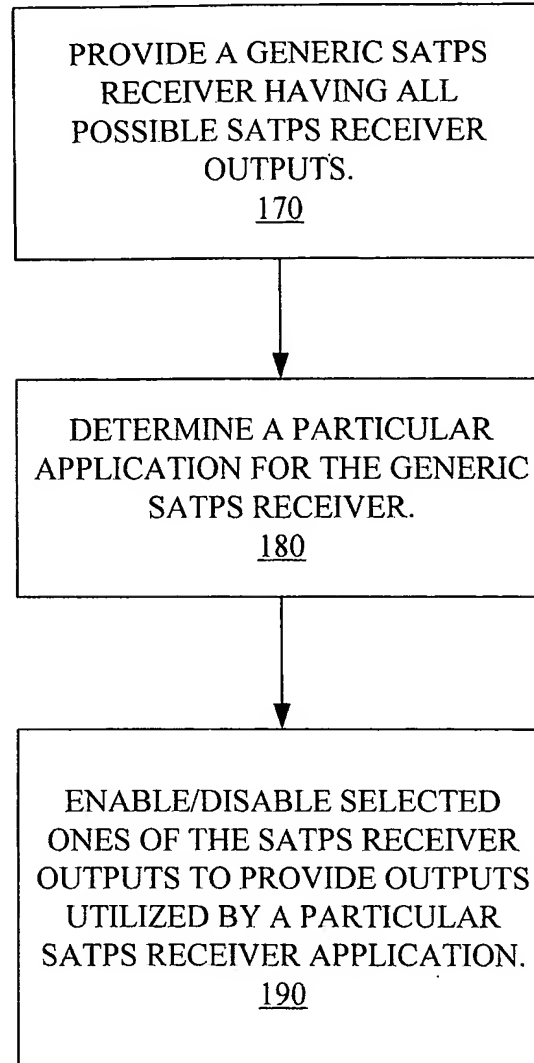 PROVIDE A GENERIC SATPS
RECEIVER HAVING ALL
POSSIBLE SATPS RECEIVER
OUTPUTS.
170
DETERMINE A PARTICULAR
APPLICATION FOR THE GENERIC
SATPS RECEIVER.
180
ENABLE/DISABLE SELECTED
ONES OF THE SATPS RECEIVER
OUTPUTS TO PROVIDE OUTPUTS
UTILIZED BY A PARTICULAR
SATPS RECEIVER APPLICATION.
190